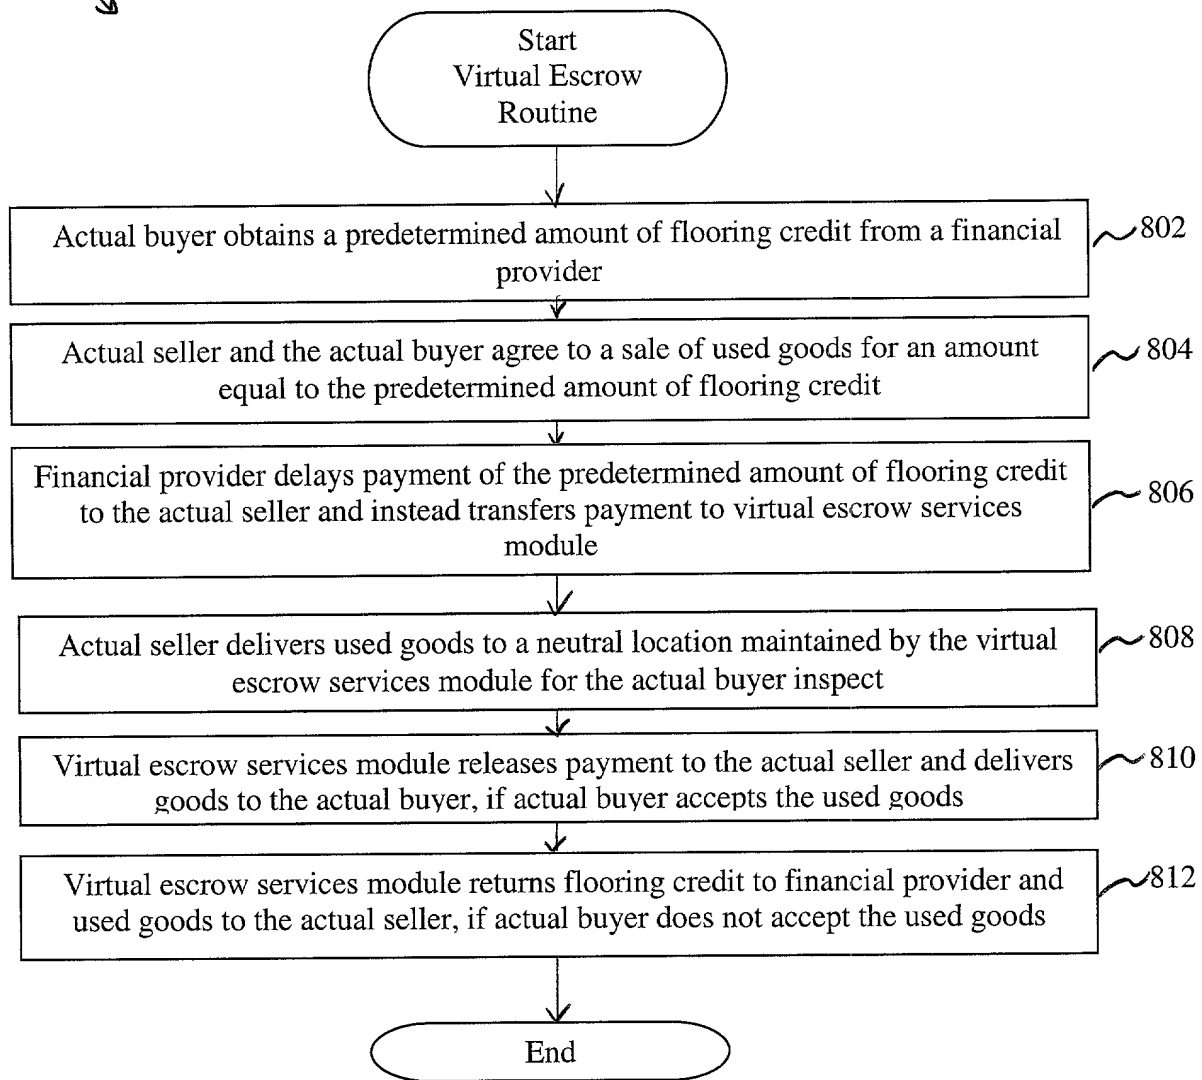 Start
Virtual Escrow
Routine
Actual buyer obtains a predetermined amount of flooring credit from a financial
provider
802
Actual seller and the actual buyer agree to a sale of used goods for an amount
equal to the predetermined amount of flooring credit
804
Financial provider delays payment of the predetermined amount of flooring credit
to the actual seller and instead transfers payment to virtual escrow services
module
806
Actual seller delivers used goods to a neutral location maintained by the virtual
escrow services module for the actual buyer inspect
808
Virtual escrow services module releases payment to the actual seller and delivers
goods to the actual buyer, if actual buyer accepts the used goods
810
Virtual escrow services module returns flooring credit to financial provider and
used goods to the actual seller, if actual buyer does not accept the used goods
812
End